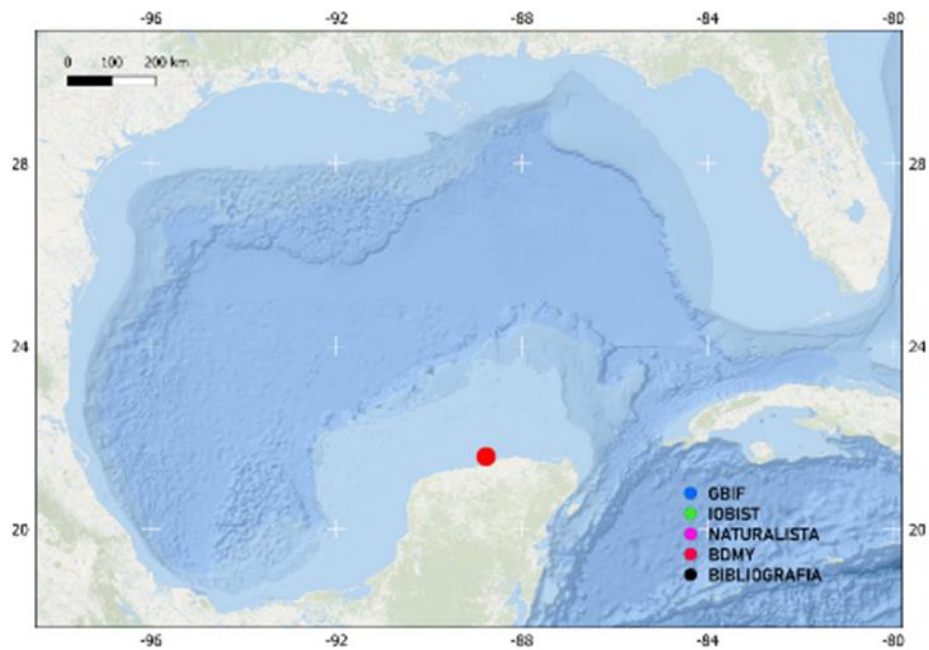 -96 -92 -88 -84 -80
0 100 200 km
28 28
24 24
20 20
GBIF
IOBIST
NATURALISTA
BDMY
BIBLIOGRAFIA
-96 -92 -88 -84 -80